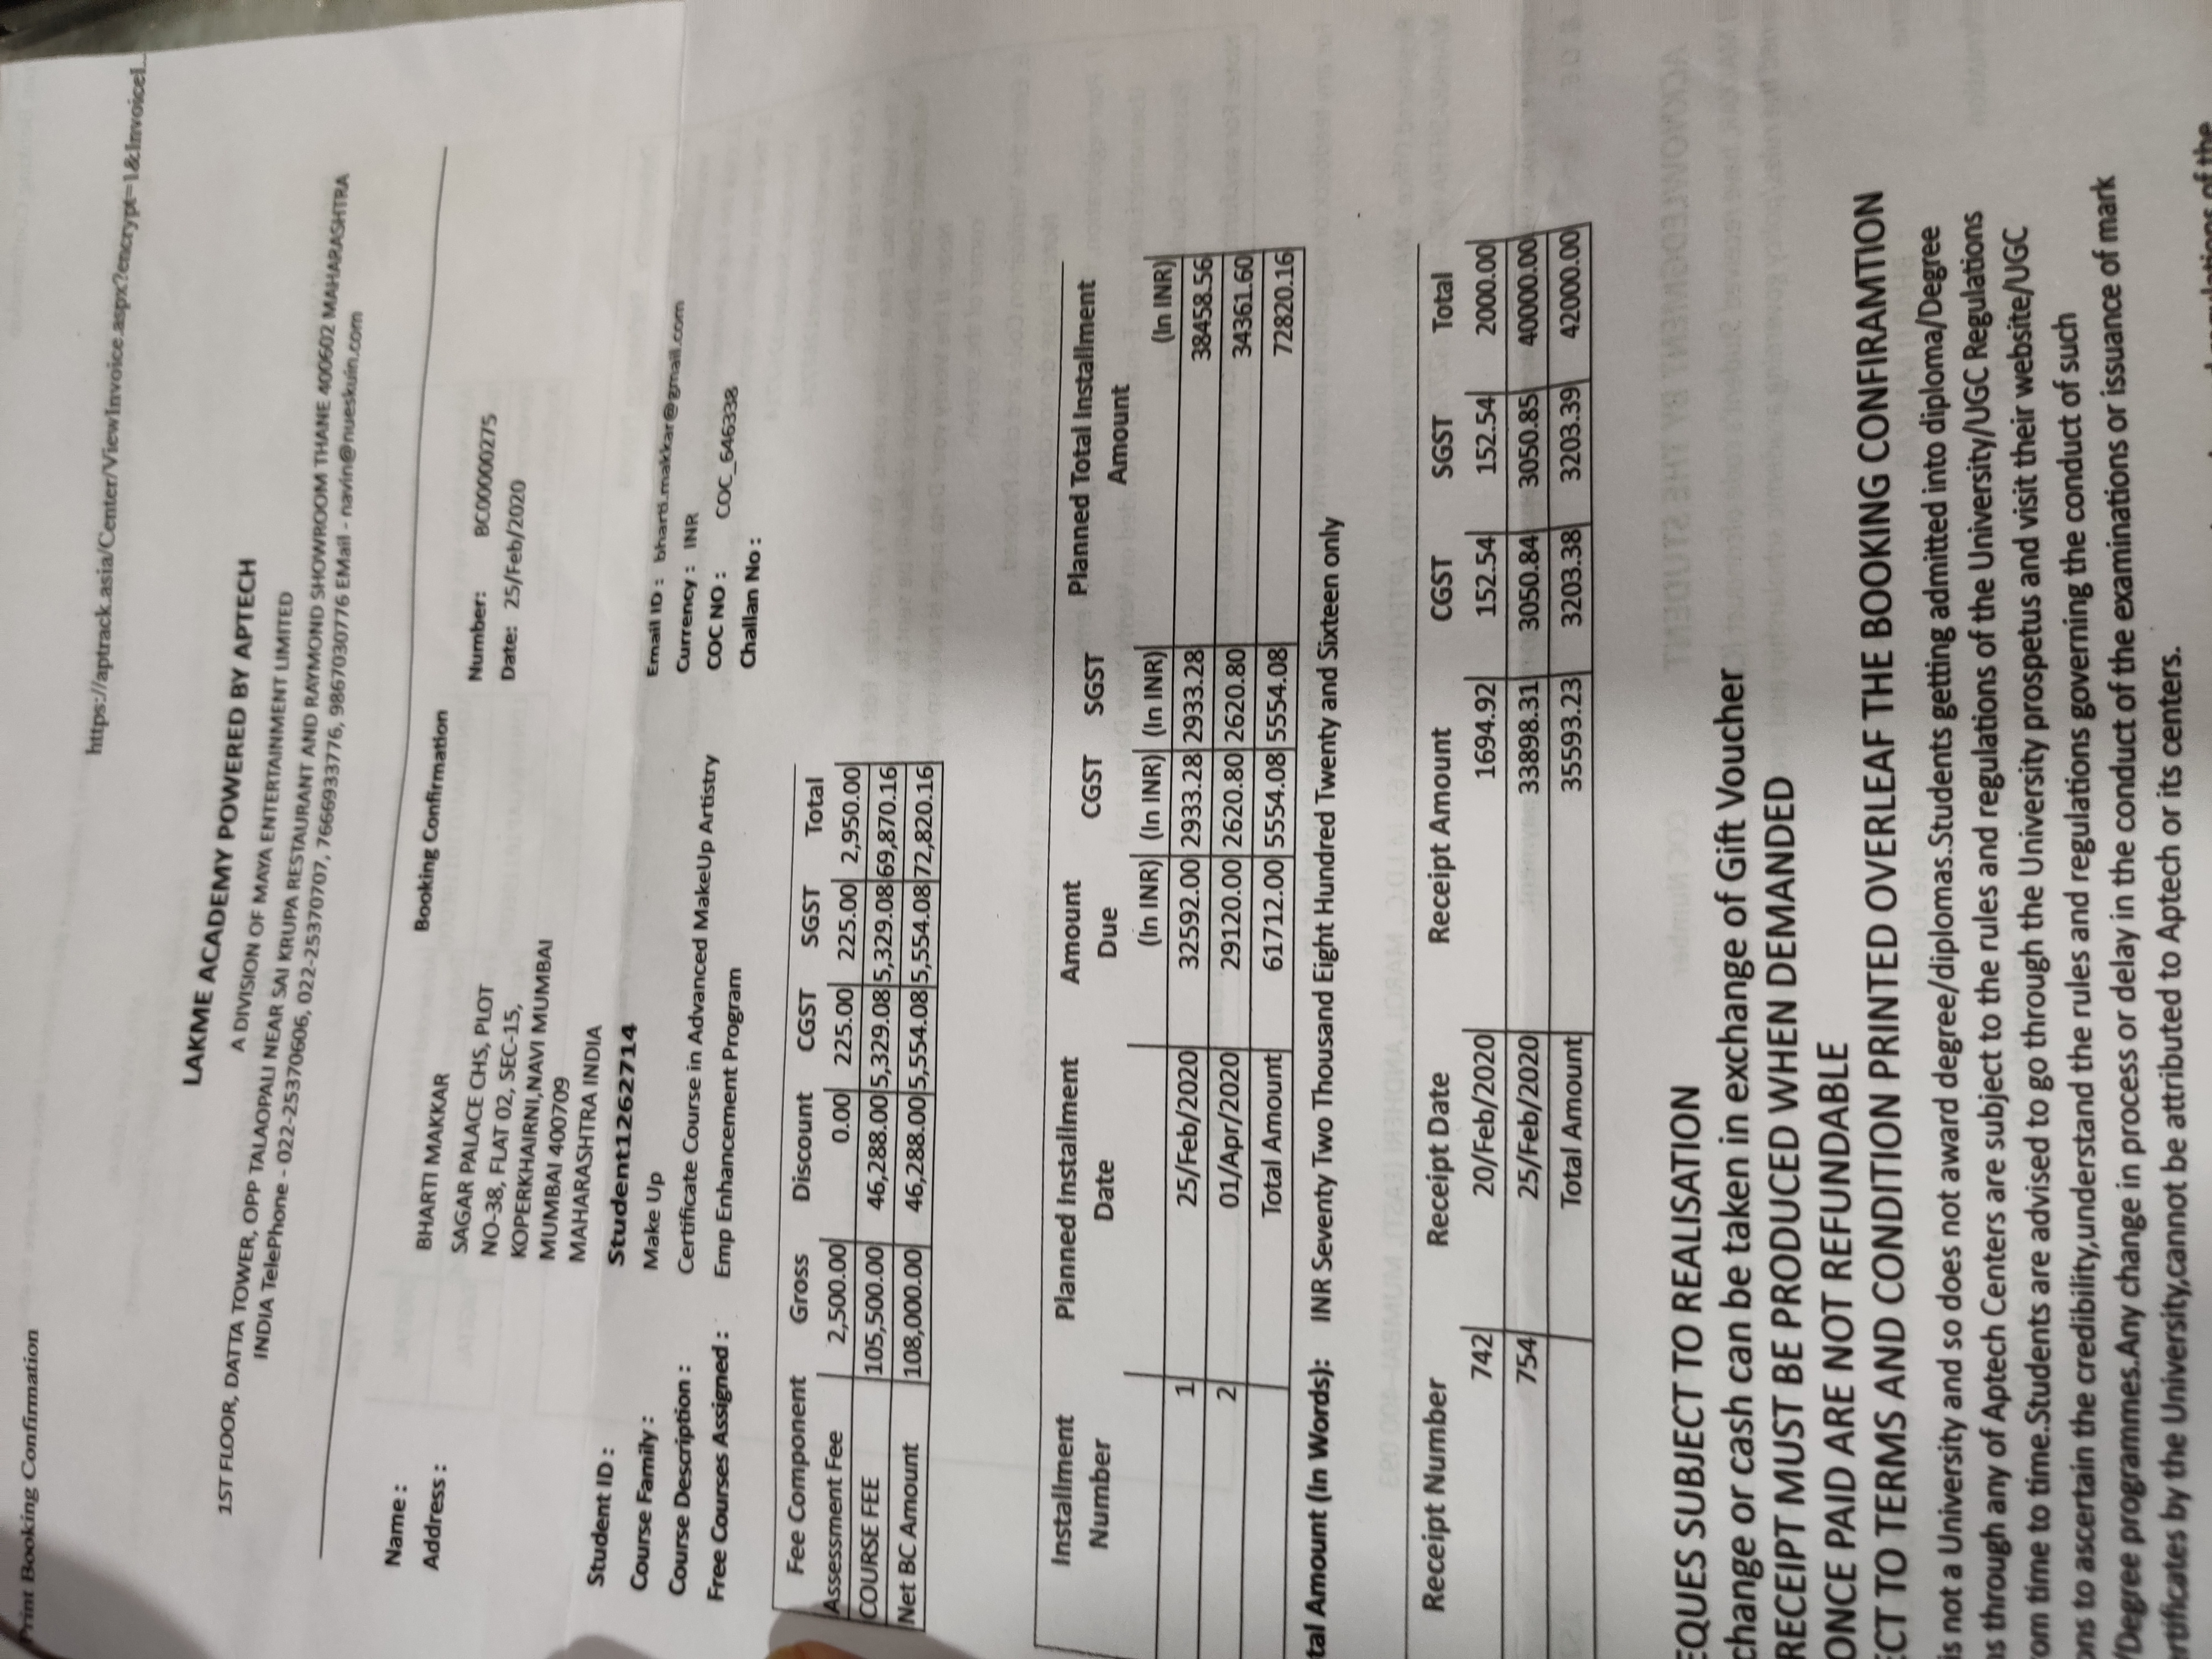 Print Booking Confirmation
https://aptrack.asia/Center/ViewInvoice.aspx?encrypt=1&InvoiceI...
LAKME ACADEMY POWERED BY APTECH
A DIVISION OF MAYA ENTERTAINMENT LIMITED
1ST FLOOR, DATTA TOWER, OPP TALAOPALI NEAR SAI KRUPA RESTAURANT AND RAYMOND SHOWROOM THANE 400602 MAHARASHTRA
INDIA TelePhone - 022-25370606, 022-25370707, 7666933776, 9867030776 EMail - navin@nueskuin.com
Booking Confirmation
Name : BHARTI MAKKAR
Address : SAGAR PALACE CHS, PLOT
NO-38, FLAT 02, SEC-15,
KOPERKHAIRNI,NAVI MUMBAI
MUMBAI 400709
MAHARASHTRA INDIA
Number: BC00000275
Date: 25/Feb/2020
Student ID : Student1262714
Course Family : Make Up
Course Description : Certificate Course in Advanced MakeUp Artistry
Free Courses Assigned : Emp Enhancement Program
Email ID : bharti.makkar@gmail.com
Currency : INR
COC NO : COC_646338
Challan No :
Fee Component Gross Discount CGST SGST Total
Assessment Fee 2,500.00 0.00 225.00 225.00 2,950.00
COURSE FEE 105,500.00 46,288.00 5,329.08 5,329.08 69,870.16
Net BC Amount 108,000.00 46,288.00 5,554.08 5,554.08 72,820.16
Installment Planned Installment Amount CGST SGST Planned Total Installment
Number Date Due Amount
(In INR) (In INR) (In INR) (In INR)
1 25/Feb/2020 32592.00 2933.28 2933.28 38458.56
2 01/Apr/2020 29120.00 2620.80 2620.80 34361.60
Total Amount 61712.00 5554.08 5554.08 72820.16
tal Amount (In Words): INR Seventy Two Thousand Eight Hundred Twenty and Sixteen only
Receipt Number Receipt Date Receipt Amount CGST SGST Total
742 20/Feb/2020 1694.92 152.54 152.54 2000.00
754 25/Feb/2020 33898.31 3050.84 3050.85 40000.00
Total Amount 35593.23 3203.38 3203.39 42000.00
EQUES SUBJECT TO REALISATION
change or cash can be taken in exchange of Gift Voucher
RECEIPT MUST BE PRODUCED WHEN DEMANDED
ONCE PAID ARE NOT REFUNDABLE
ECT TO TERMS AND CONDITION PRINTED OVERLEAF THE BOOKING CONFIRAMTION
is not a University and so does not award degree/diplomas.Students getting admitted into diploma/Degree
ns through any of Aptech Centers are subject to the rules and regulations of the University/UGC Regulations
om time to time.Students are advised to go through the University prospetus and visit their website/UGC
ons to ascertain the credibility,understand the rules and regulations governing the conduct of such
/Degree programmes.Any change in process or delay in the conduct of the examinations or issuance of mark
ertificates by the University,cannot be attributed to Aptech or its centers.